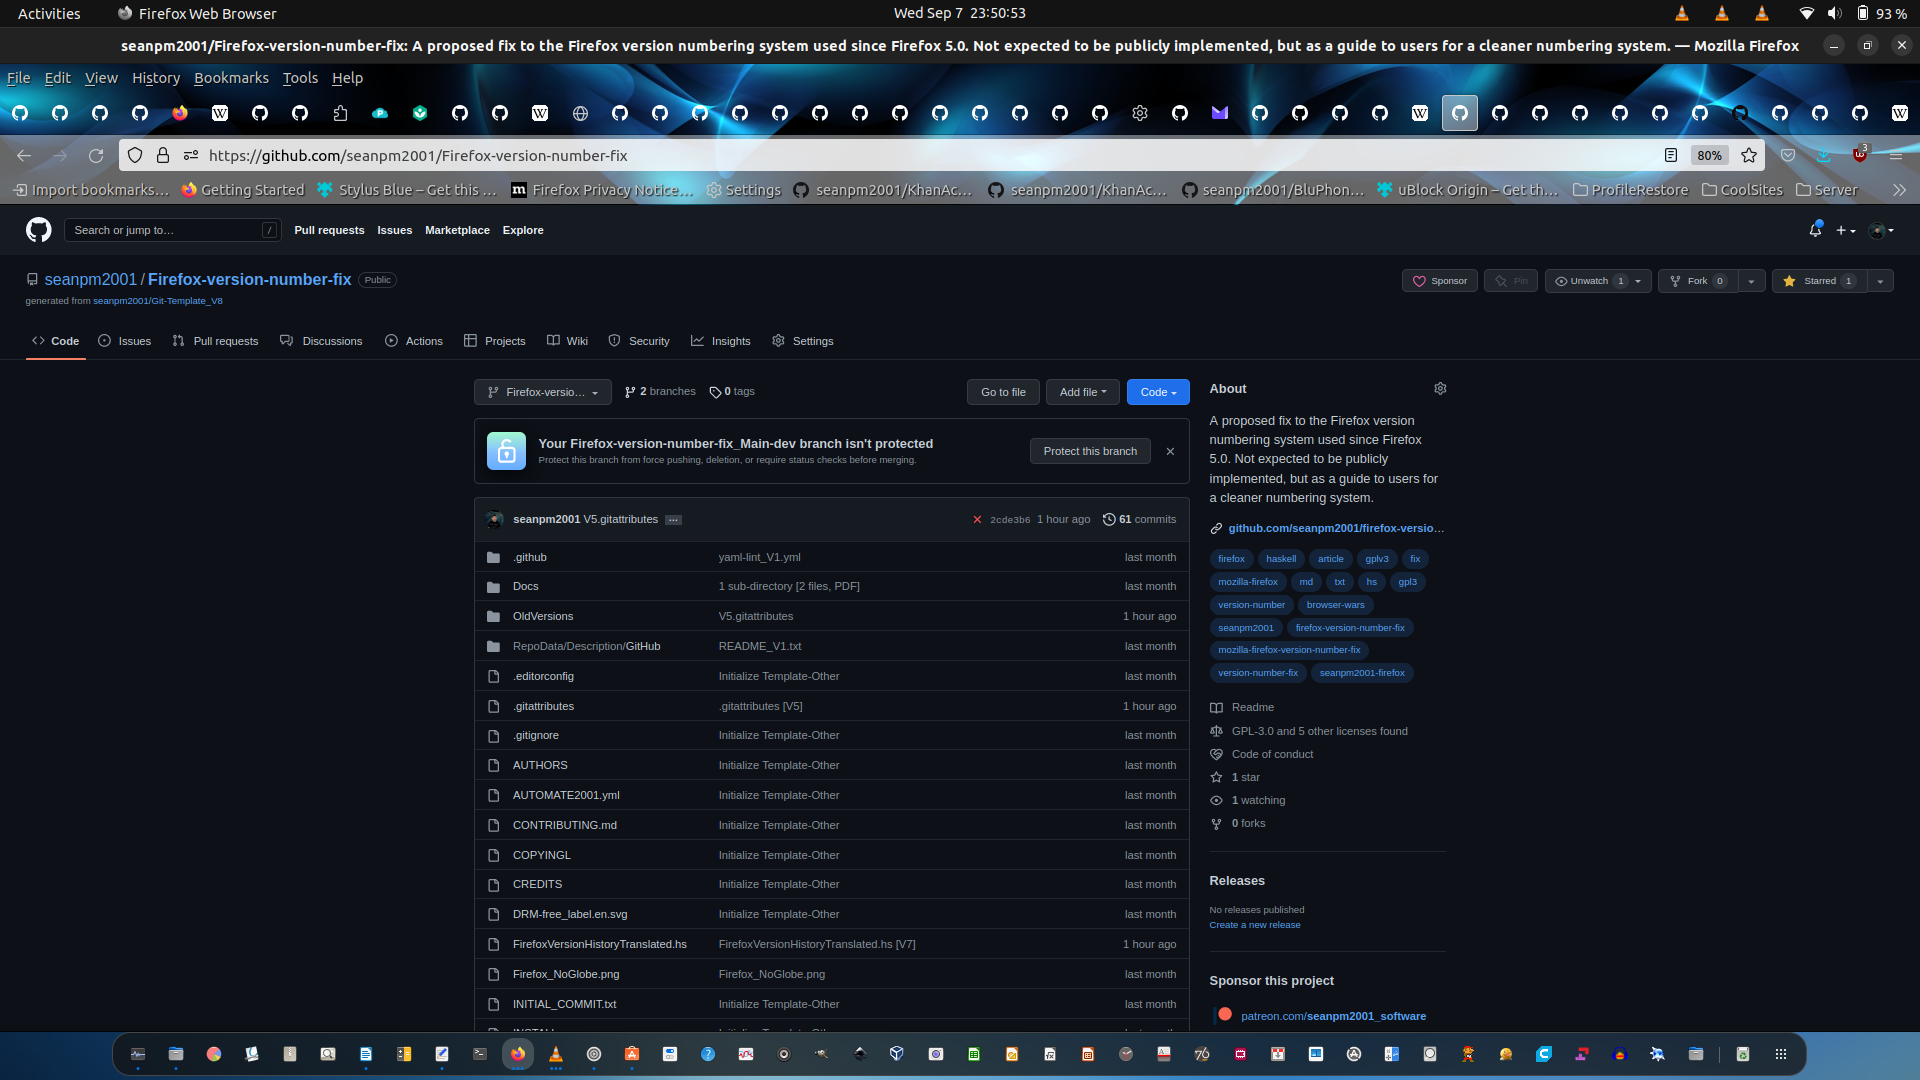 Activities Firefox Web Browser Wed Sep 7 23:50:53 93 %
seanpm2001/Firefox-version-number-fix: A proposed fix to the Firefox version numbering system used since Firefox 5.0. Not expected to be publicly implemented, but as a guide to users for a cleaner numbering system. — Mozilla Firefox
File Edit View History Bookmarks Tools Help
https://github.com/seanpm2001/Firefox-version-number-fix 80% 3
Import bookmarks… Getting Started Stylus Blue – Get this … Firefox Privacy Notice… Settings seanpm2001/KhanAc… seanpm2001/KhanAc… seanpm2001/BluPhon… uBlock Origin – Get th… ProfileRestore CoolSites Server
Search or jump to… / Pull requests Issues Marketplace Explore
seanpm2001 / Firefox-version-number-fix Public Sponsor Pin Unwatch 1 Fork 0 Starred 1
generated from seanpm2001/Git-Template_V8
Code Issues Pull requests Discussions Actions Projects Wiki Security Insights Settings
Firefox-versio… 2 branches 0 tags Go to file Add file Code
Your Firefox-version-number-fix_Main-dev branch isn't protected
Protect this branch from force pushing, deletion, or require status checks before merging.
Protect this branch
seanpm2001 V5.gitattributes … 2cde3b6 1 hour ago 61 commits
.github yaml-lint_V1.yml last month
Docs 1 sub-directory [2 files, PDF] last month
OldVersions V5.gitattributes 1 hour ago
RepoData/Description/GitHub README_V1.txt last month
.editorconfig Initialize Template-Other last month
.gitattributes .gitattributes [V5] 1 hour ago
.gitignore Initialize Template-Other last month
AUTHORS Initialize Template-Other last month
AUTOMATE2001.yml Initialize Template-Other last month
CONTRIBUTING.md Initialize Template-Other last month
COPYINGL Initialize Template-Other last month
CREDITS Initialize Template-Other last month
DRM-free_label.en.svg Initialize Template-Other last month
FirefoxVersionHistoryTranslated.hs FirefoxVersionHistoryTranslated.hs [V7] 1 hour ago
Firefox_NoGlobe.png Firefox_NoGlobe.png last month
INITIAL_COMMIT.txt Initialize Template-Other last month
About
A proposed fix to the Firefox version
numbering system used since Firefox
5.0. Not expected to be publicly
implemented, but as a guide to users for
a cleaner numbering system.
github.com/seanpm2001/firefox-versio…
firefox haskell article gplv3 fix
mozilla-firefox md txt hs gpl3
version-number browser-wars
seanpm2001 firefox-version-number-fix
mozilla-firefox-version-number-fix
version-number-fix seanpm2001-firefox
Readme
GPL-3.0 and 5 other licenses found
Code of conduct
1 star
1 watching
0 forks
Releases
No releases published
Create a new release
Sponsor this project
patreon.com/seanpm2001_software